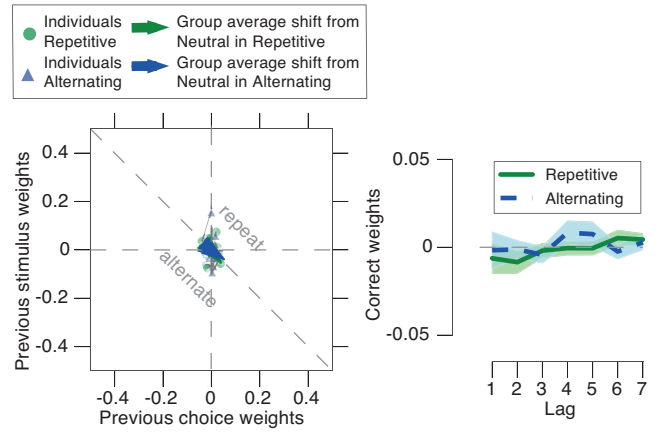 Individuals Repetitive
Group average shift from Neutral in Repetitive
Individuals Alternating
Group average shift from Neutral in Alternating
Previous stimulus weights
0.4
0.2
0
-0.2
-0.4
repeat
alternate
-0.4 -0.2 0 0.2 0.4
Previous choice weights
Correct weights
0.05
0
-0.05
Repetitive
Alternating
1 2 3 4 5 6 7
Lag